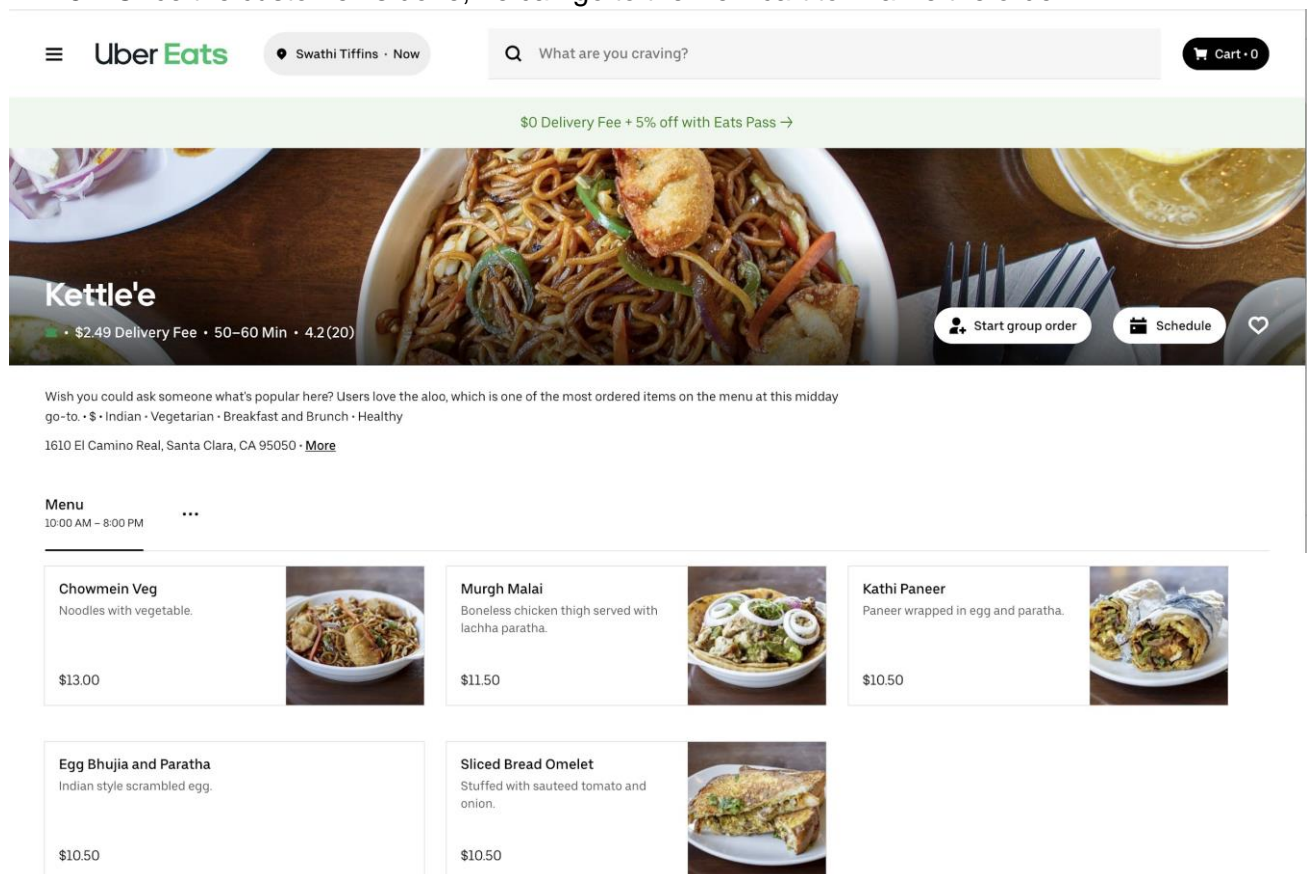 Uber Eats
Swathi Tiffins • Now
What are you craving?
Cart • 0
$0 Delivery Fee + 5% off with Eats Pass →
Kettle'e
• $2.49 Delivery Fee • 50–60 Min • 4.2 (20)
Start group order
Schedule
Wish you could ask someone what's popular here? Users love the aloo, which is one of the most ordered items on the menu at this midday
go-to. • $ • Indian • Vegetarian • Breakfast and Brunch • Healthy
1610 El Camino Real, Santa Clara, CA 95050 • More
Menu
10:00 AM – 8:00 PM
Chowmein Veg
Noodles with vegetable.
$13.00
Murgh Malai
Boneless chicken thigh served with
lachha paratha.
$11.50
Kathi Paneer
Paneer wrapped in egg and paratha.
$10.50
Egg Bhujia and Paratha
Indian style scrambled egg.
$10.50
Sliced Bread Omelet
Stuffed with sauteed tomato and
onion.
$10.50